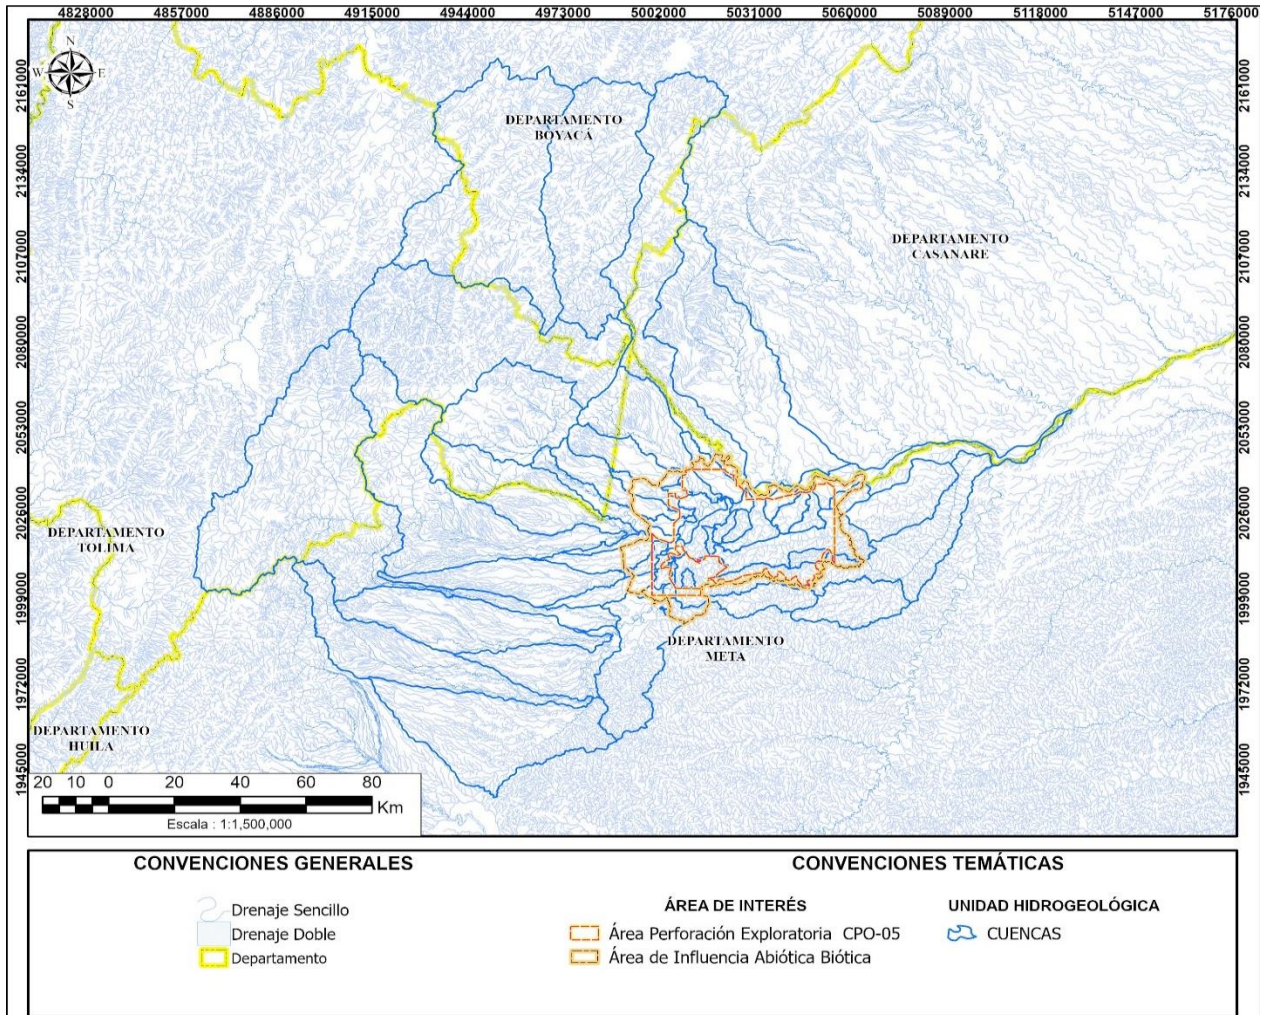 4828000 4857000 4886000 4915000 4944000 4973000 5002000 5031000 5060000 5089000 5118000 5147000 5176000
N
W E
S
2161000 2161000
DEPARTAMENTO
BOYACÁ
2134000 2134000
DEPARTAMENTO
CASANARE
2107000 2107000
2080000 2080000
2053000 2053000
2026000 2026000
DEPARTAMENTO
TOLIMA
1999000 1999000
DEPARTAMENTO
META
1972000 1972000
DEPARTAMENTO
HUILA
1945000 1945000
20 10 0 20 40 60 80
Km
Escala : 1:1,500,000
CONVENCIONES GENERALES
Drenaje Sencillo
Drenaje Doble
Departamento
CONVENCIONES TEMÁTICAS
ÁREA DE INTERÉS
Área Perforación Exploratoria CPO-05
Área de Influencia Abiótica Biótica
UNIDAD HIDROGEOLÓGICA
CUENCAS